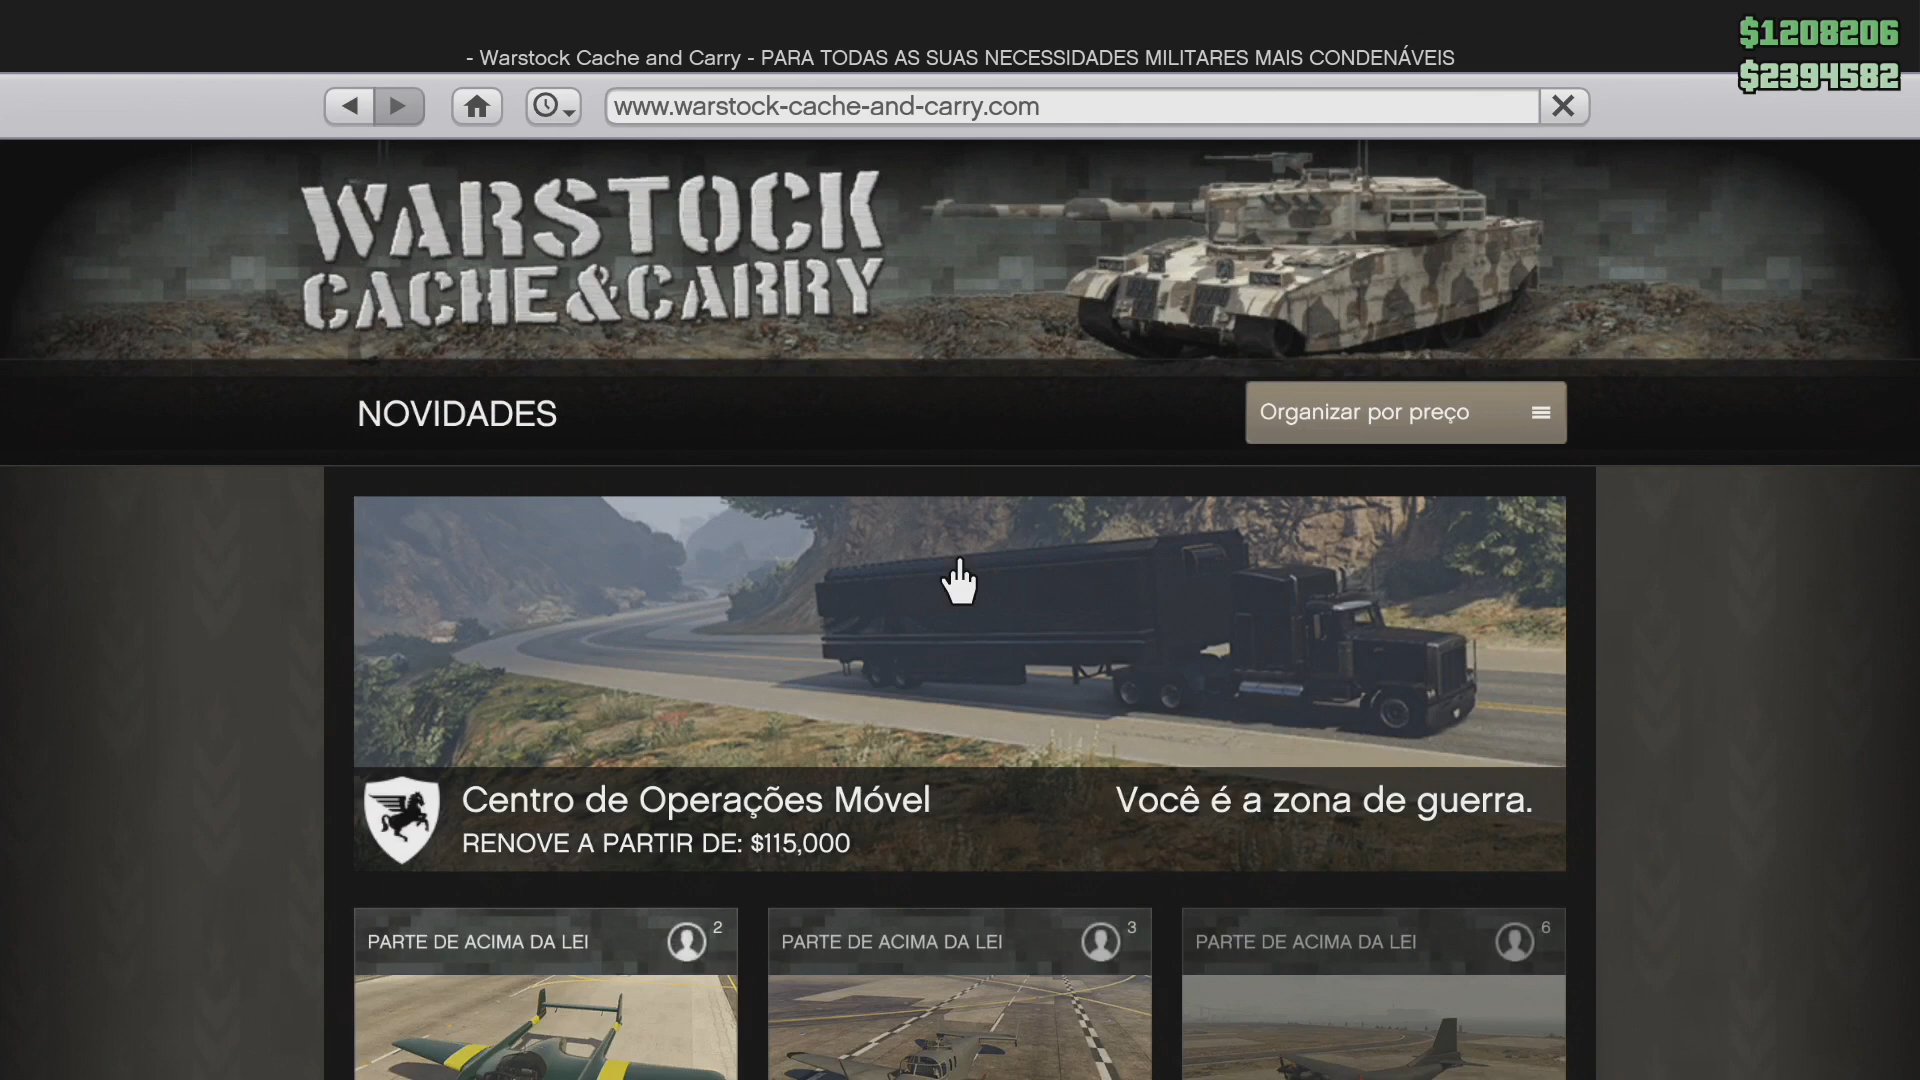 $1208206
- Warstock Cache and Carry - PARA TODAS AS SUAS NECESSIDADES MILITARES MAIS CONDENÁVEIS
$2394582
www.warstock-cache-and-carry.com
WARSTOCK
CACHE&CARRY
NOVIDADES
Organizar por preço
Centro de Operações Móvel
Você é a zona de guerra.
RENOVE A PARTIR DE: $115,000
PARTE DE ACIMA DA LEI 2
PARTE DE ACIMA DA LEI 3
PARTE DE ACIMA DA LEI 6